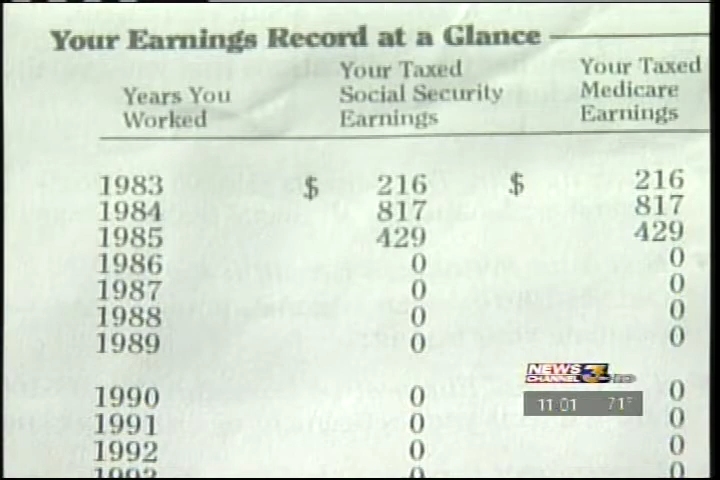 Your Earnings Record at a Glance
Years You Worked
Your Taxed Social Security Earnings
Your Taxed Medicare Earnings
1983 $ 216 $ 216
1984 817 817
1985 429 429
1986 0 0
1987 0 0
1988 0 0
1989 0 0
1990 0 0
1991 0 0
1992 0 0
1993 0
NEWS 3
CHANNEL
11:01 71°